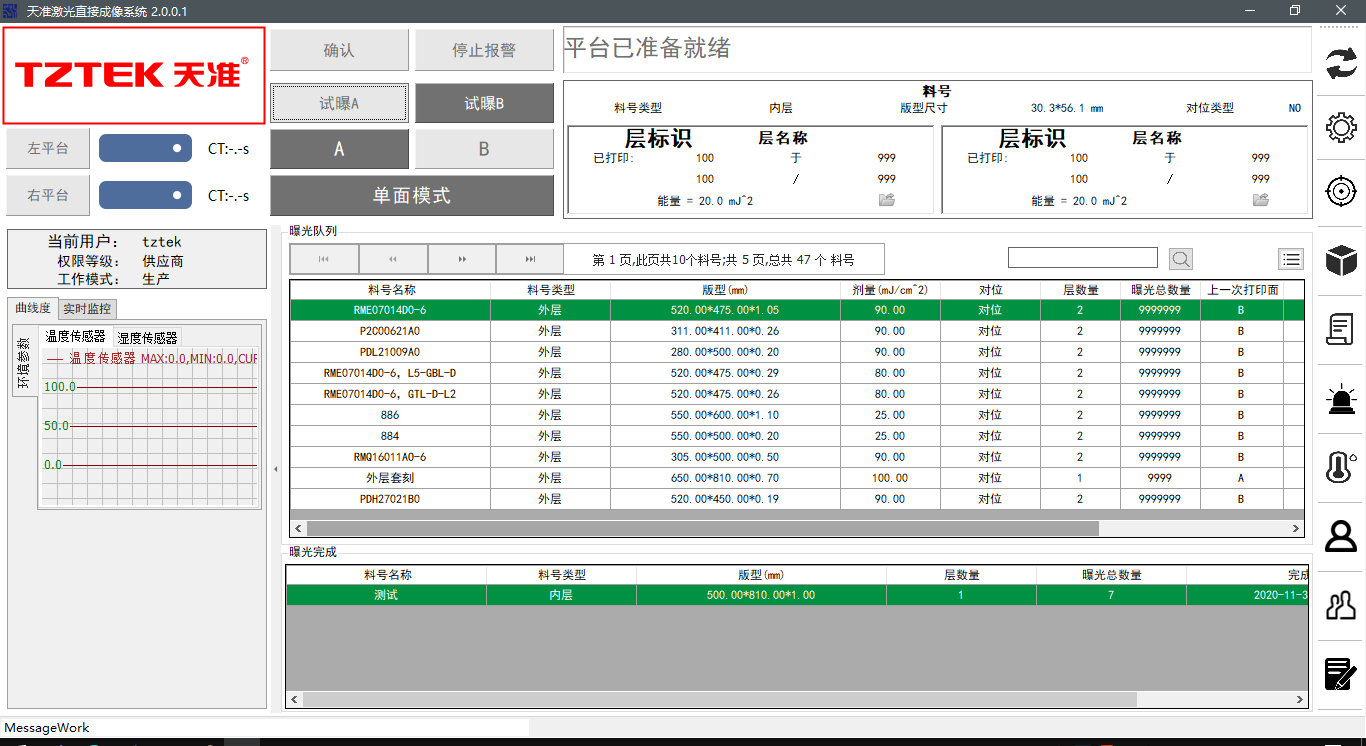 天准激光直接成像系统 2.0.0.1
TZTEK 天准®
确认 停止报警
平台已准备就绪
试曝A 试曝B
料号
料号类型 内层 版型尺寸 30.3*56.1 mm 对位类型 NO
左平台 CT:-.-s
A B
层标识 层名称 层标识 层名称
已打印: 100 于 999 已打印: 100 于 999
100 / 999 100 / 999
右平台 CT:-.-s
单面模式
能量 = 20.0 mJ^2 能量 = 20.0 mJ^2
当前用户: tztek
权限等级: 供应商
工作模式: 生产
曲线度 实时监控
环境参数
温度传感器 湿度传感器
温度传感器 MAX:0.0,MIN:0.0,CUR
100.0
50.0
0.0
曝光队列
第 1 页,此页共10个料号;共 5 页,总共 47 个 料号
料号名称 料号类型 版型(mm) 剂量(mJ/cm^2) 对位 层数量 曝光总数量 上一次打印面
RME07014D0-6 外层 520.00*475.00*1.05 90.00 对位 2 9999999 B
P2C00621A0 外层 311.00*411.00*0.26 90.00 对位 2 9999999 B
PDL21009A0 外层 280.00*500.00*0.20 90.00 对位 2 9999999 B
RME07014D0-6, L5-GBL-D 外层 520.00*475.00*0.29 80.00 对位 2 9999999 B
RME07014D0-6, GTL-D-L2 外层 520.00*475.00*0.26 80.00 对位 2 9999999 B
886 外层 550.00*600.00*1.10 25.00 对位 2 9999999 B
884 外层 550.00*500.00*0.20 25.00 对位 2 9999999 B
RMQ16011A0-6 外层 305.00*500.00*0.50 90.00 对位 2 9999999 B
外层套刻 外层 650.00*810.00*0.70 100.00 对位 1 9999 A
PDH27021B0 外层 520.00*450.00*0.19 90.00 对位 2 9999999 B
曝光完成
料号名称 料号类型 版型(mm) 层数量 曝光总数量 完成
测试 内层 500.00*810.00*1.00 1 7 2020-11-3
MessageWork